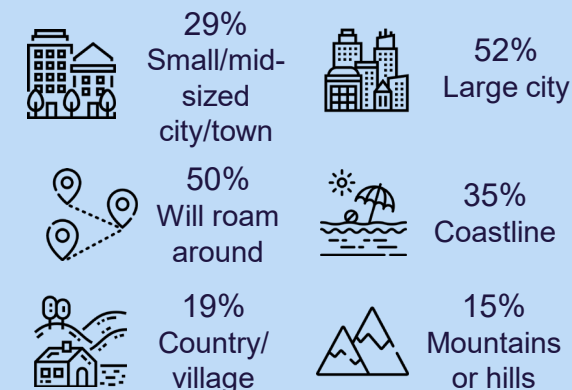 29%
Small/mid-
sized
city/town
52%
Large city
50%
Will roam
around
35%
Coastline
19%
Country/
village
15%
Mountains
or hills